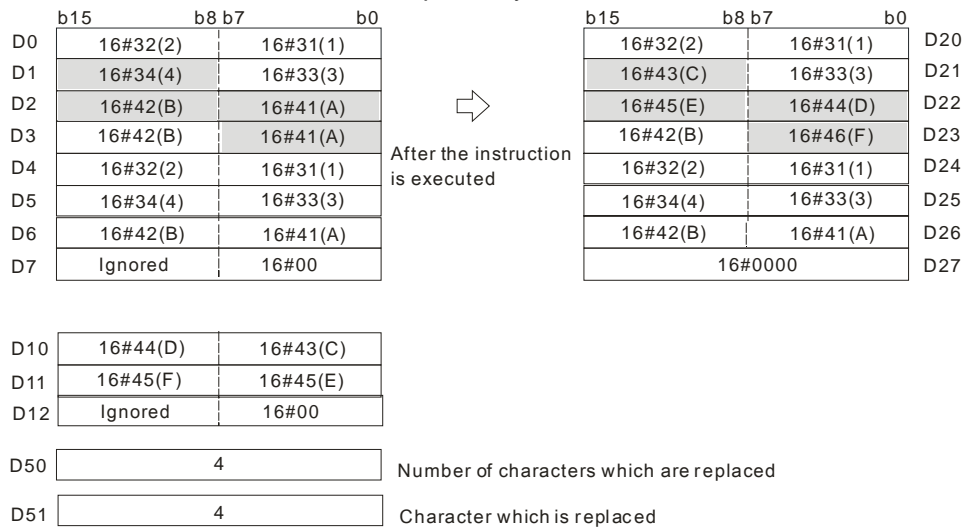 b15 b8 b7 b0 b15 b8 b7 b0
D0 16#32(2) 16#31(1) 16#32(2) 16#31(1) D20
D1 16#34(4) 16#33(3) 16#43(C) 16#33(3) D21
D2 16#42(B) 16#41(A) 16#45(E) 16#44(D) D22
D3 16#42(B) 16#41(A) 16#42(B) 16#46(F) D23
After the instruction
D4 16#32(2) 16#31(1) 16#32(2) 16#31(1) D24
is executed
D5 16#34(4) 16#33(3) 16#34(4) 16#33(3) D25
D6 16#42(B) 16#41(A) 16#42(B) 16#41(A) D26
D7 Ignored 16#00 16#0000 D27
D10 16#44(D) 16#43(C)
D11 16#45(F) 16#45(E)
D12 Ignored 16#00
D50 4 Number of characters which are replaced
D51 4 Character which is replaced